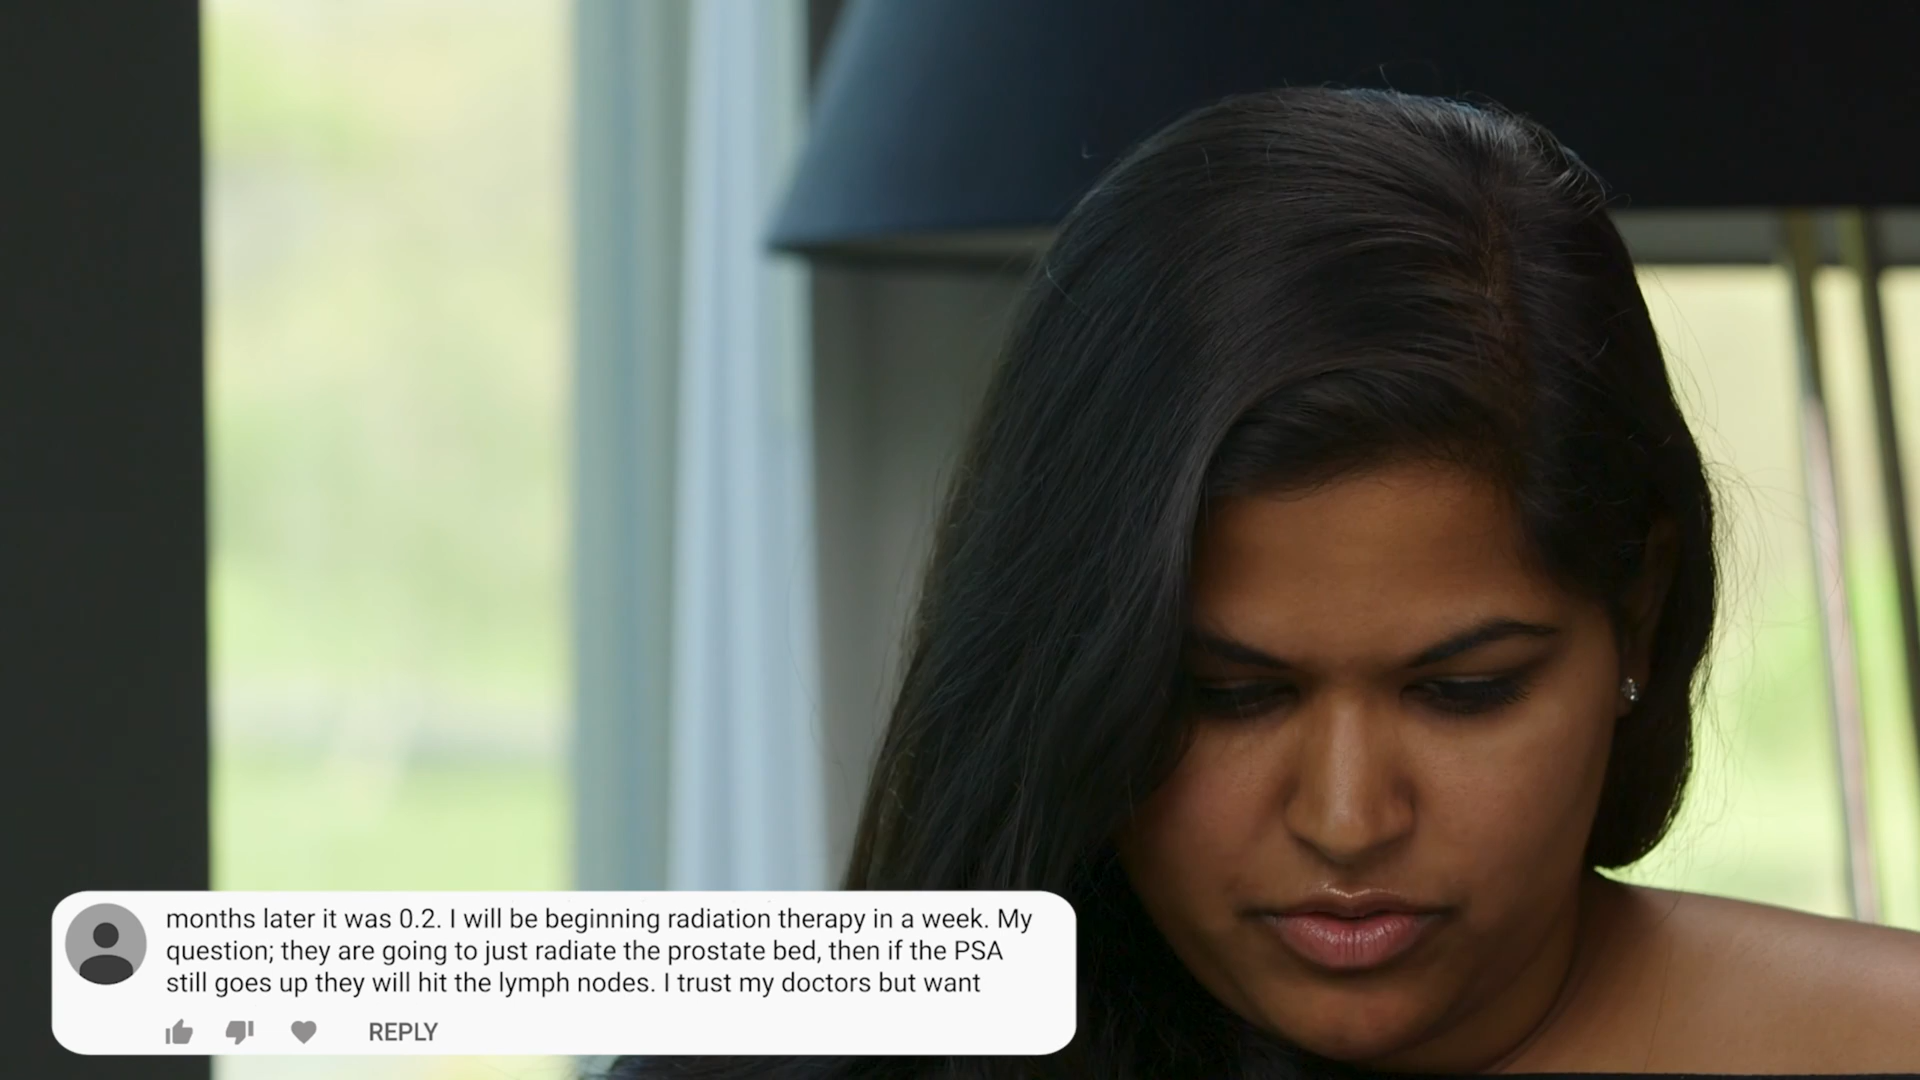 months later it was 0.2. I will be beginning radiation therapy in a week. My
question; they are going to just radiate the prostate bed, then if the PSA
still goes up they will hit the lymph nodes. I trust my doctors but want
REPLY